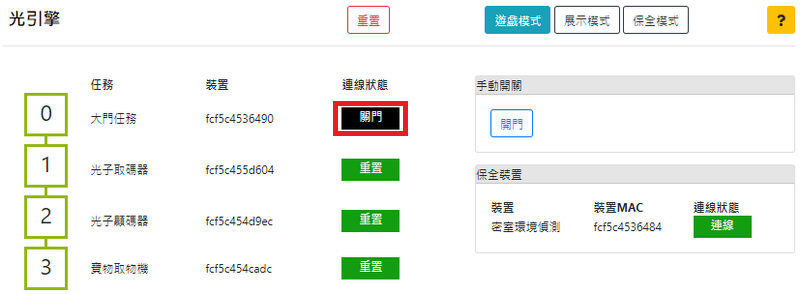 光引擎 重置 遊戲模式 展示模式 保全模式 ?
任務 裝置 連線狀態
0 大門任務 fcf5c4536490 關門
1 光子取碼器 fcf5c455d604 重置
2 光子顯碼器 fcf5c454d9ec 重置
3 寶物取物機 fcf5c454cadc 重置
手動開關
開門
保全裝置
裝置 裝置MAC 連線狀態
密室環境偵測 fcf5c4536484 連線